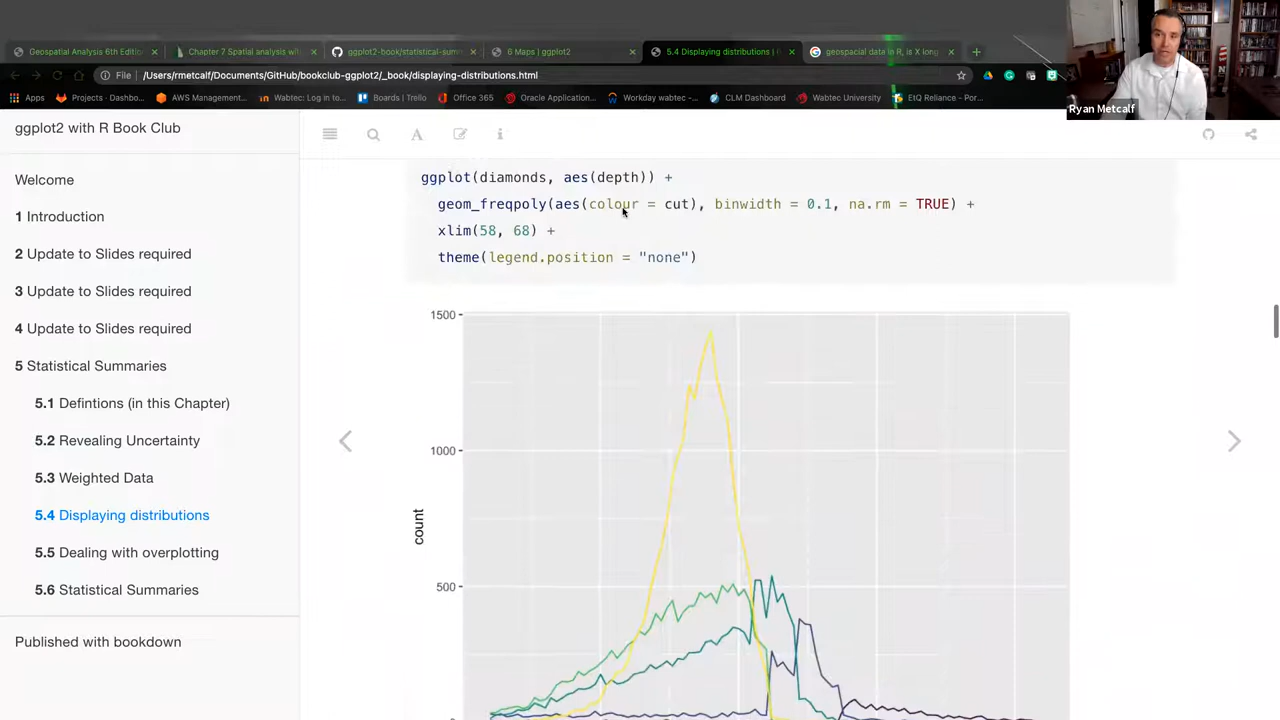 Geospatial Analysis 6th Editi
Chapter 7 Spatial analysis wi
ggplot2-book/statistical-sum
6 Maps | ggplot2
5.4 Displaying distributions |
geospacial data to R, is X long
File /Users/rmetcalf/Documents/GitHub/bookclub-ggplot2/_book/displaying-distributions.html
Apps
Projects · Dashbo...
AWS Management...
Wabtec: Log in to...
Boards | Trello
Office 365
Oracle Application...
Workday wabtec -...
CLM Dashboard
Wabtec University
EtQ Reliance - Por...
Ryan Metcalf
ggplot2 with R Book Club
Welcome
1 Introduction
2 Update to Slides required
3 Update to Slides required
4 Update to Slides required
5 Statistical Summaries
5.1 Defintions (in this Chapter)
5.2 Revealing Uncertainty
5.3 Weighted Data
5.4 Displaying distributions
5.5 Dealing with overplotting
5.6 Statistical Summaries
Published with bookdown
ggplot(diamonds, aes(depth)) +
geom_freqpoly(aes(colour = cut), binwidth = 0.1, na.rm = TRUE) +
xlim(58, 68) +
theme(legend.position = "none")
1500
1000
500
count